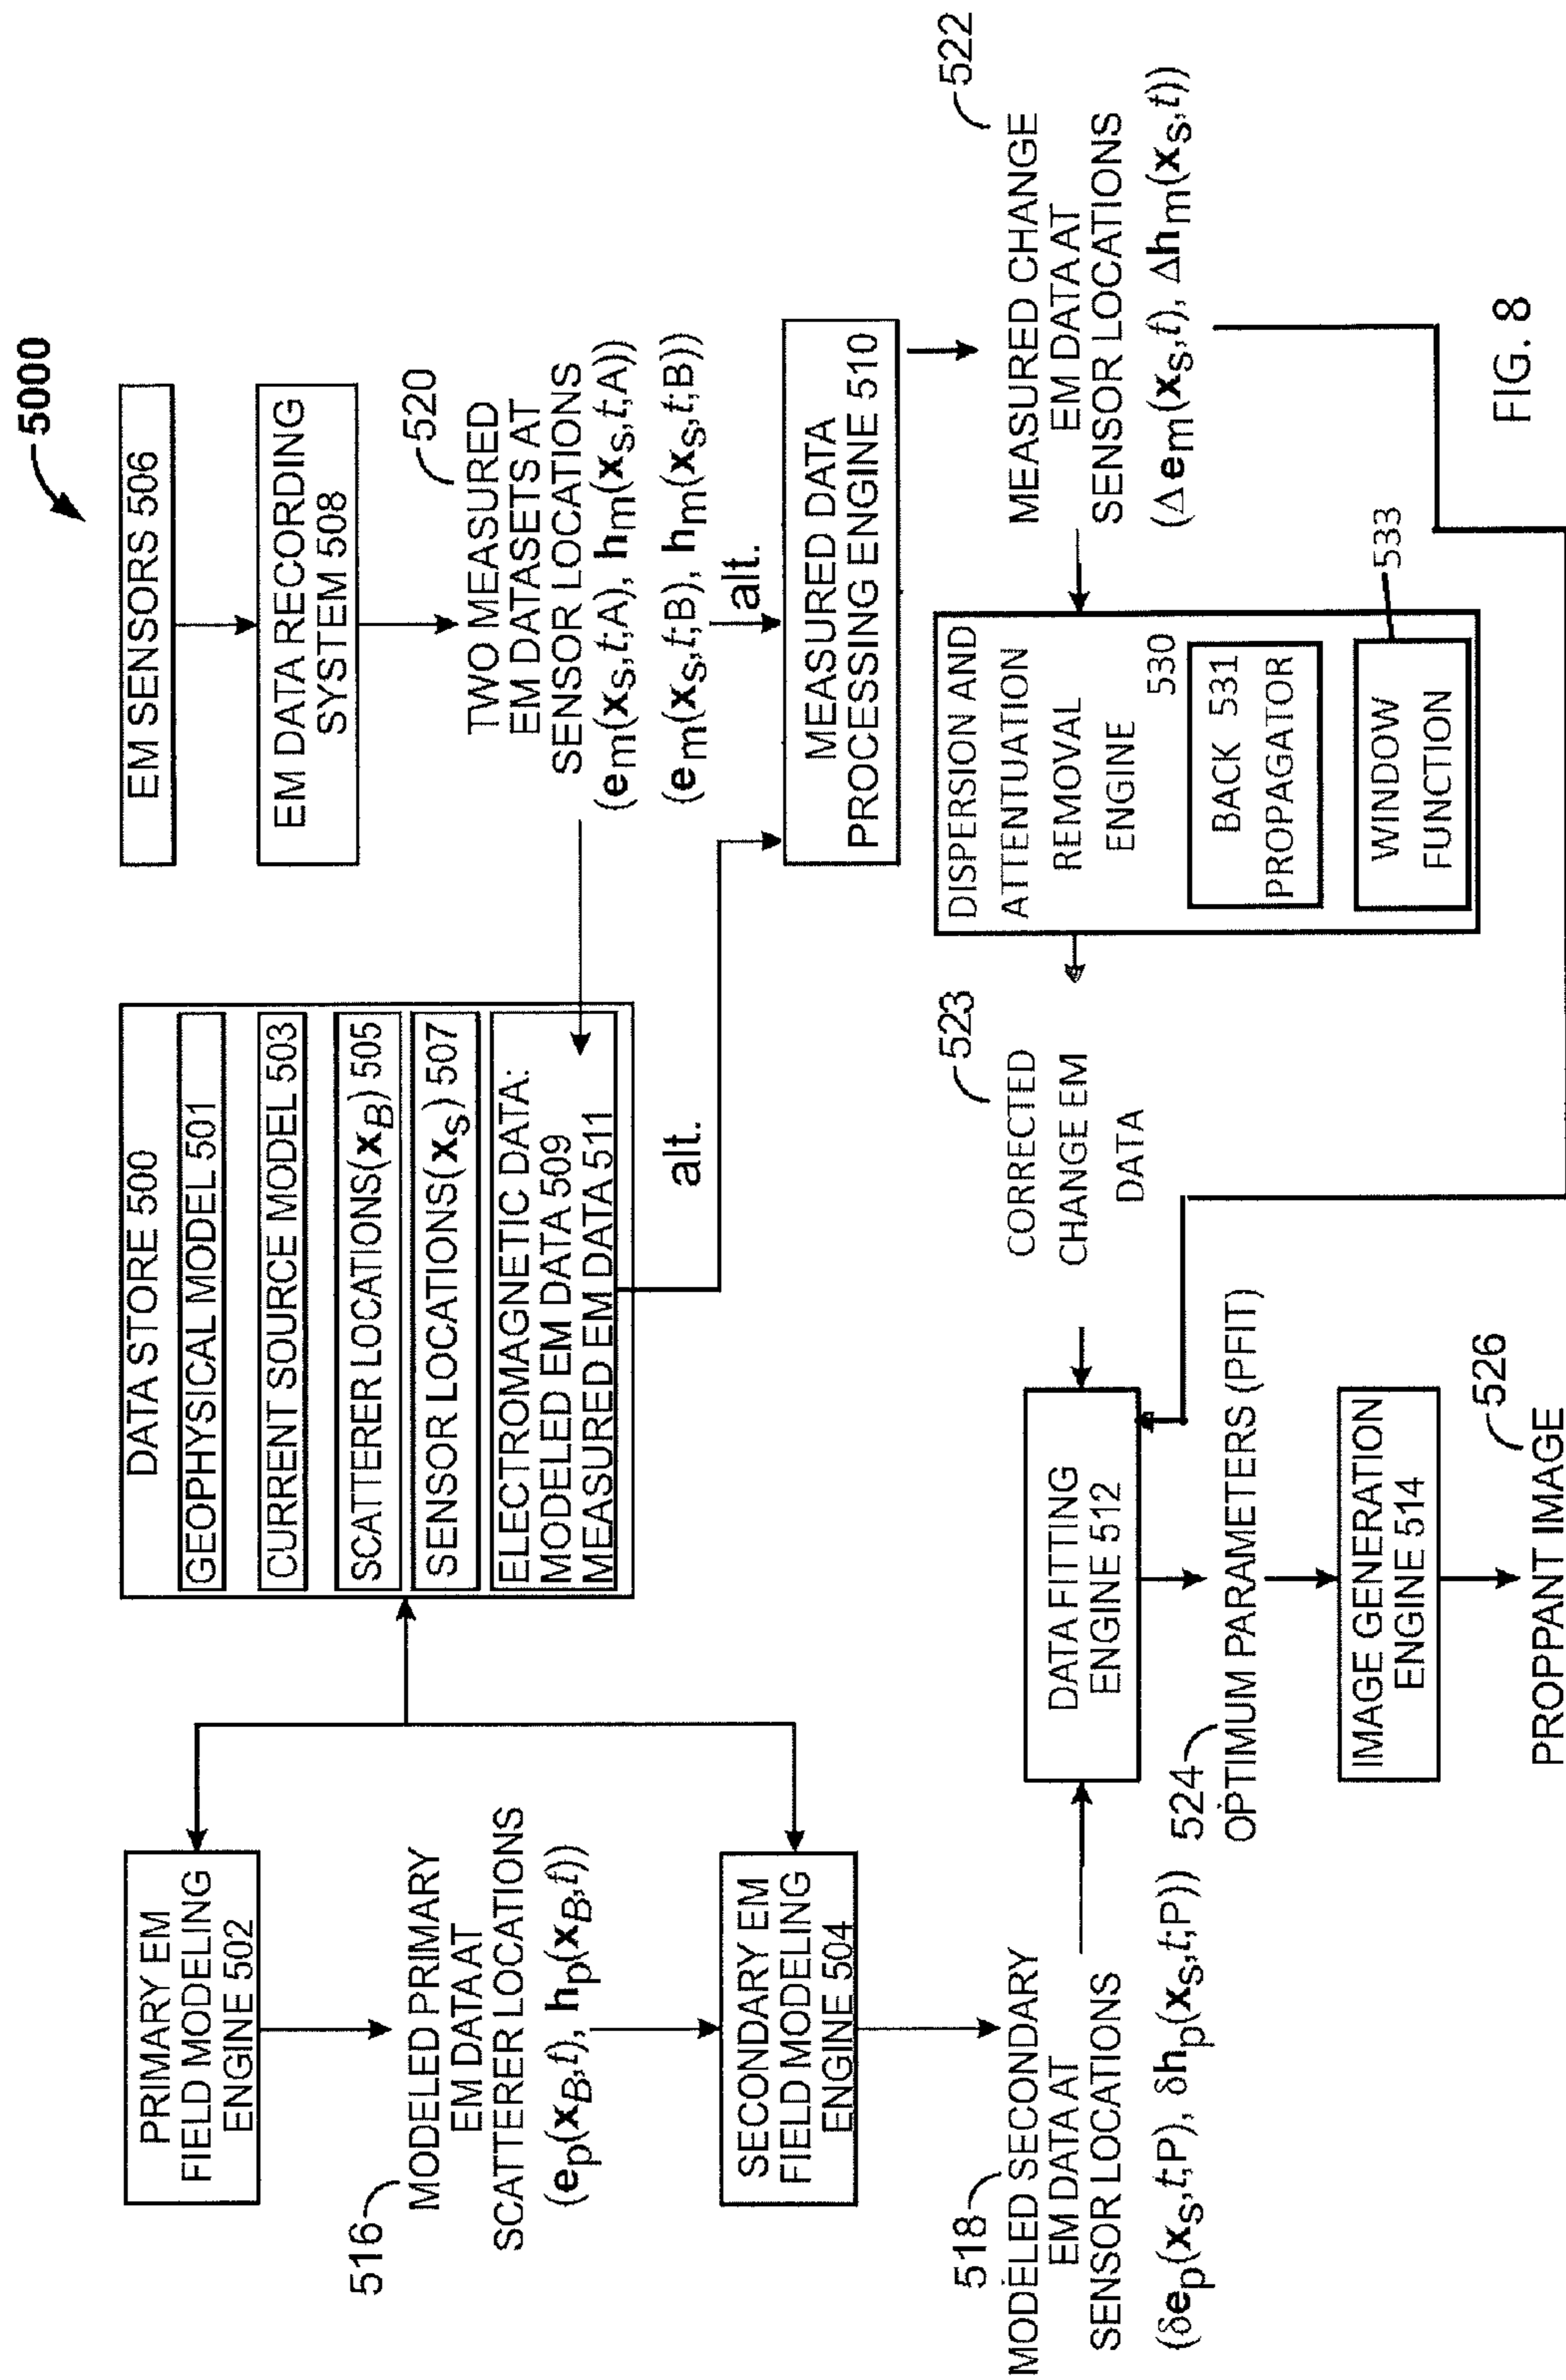 5000
PRIMARY EM
FIELD MODELING
ENGINE 502
516
MODELED PRIMARY
EM DATA AT
SCATTERER LOCATIONS
(ep(xB,t), hp(xB,t))
SECONDARY EM
FIELD MODELING
ENGINE 504
518
MODELED SECONDARY
EM DATA AT
SENSOR LOCATIONS
(δep(xs,t;P), δhp(xs,t;P))
DATA STORE 500
GEOPHYSICAL MODEL 501
CURRENT SOURCE MODEL 503
SCATTERER LOCATIONS(xB) 505
SENSOR LOCATIONS(xs) 507
ELECTROMAGNETIC DATA:
MODELED EM DATA 509
MEASURED EM DATA 511
alt.
EM SENSORS 506
EM DATA RECORDING
SYSTEM 508
520
TWO MEASURED
EM DATASETS AT
SENSOR LOCATIONS
(em(xs,t;A), hm(xs,t;A))
(em(xs,t;B), hm(xs,t;B))
alt.
MEASURED DATA
PROCESSING ENGINE 510
522
MEASURED CHANGE
EM DATA AT
SENSOR LOCATIONS
(Δem(xs,t), Δhm(xs,t))
DISPERSION AND
ATTENTUATION
REMOVAL
ENGINE
530
BACK 531
PROPAGATOR
WINDOW
FUNCTION
533
523
CORRECTED
CHANGE EM
DATA
DATA FITTING
ENGINE 512
524
OPTIMUM PARAMETERS (PFIT)
IMAGE GENERATION
ENGINE 514
526
PROPPANT IMAGE
FIG. 8